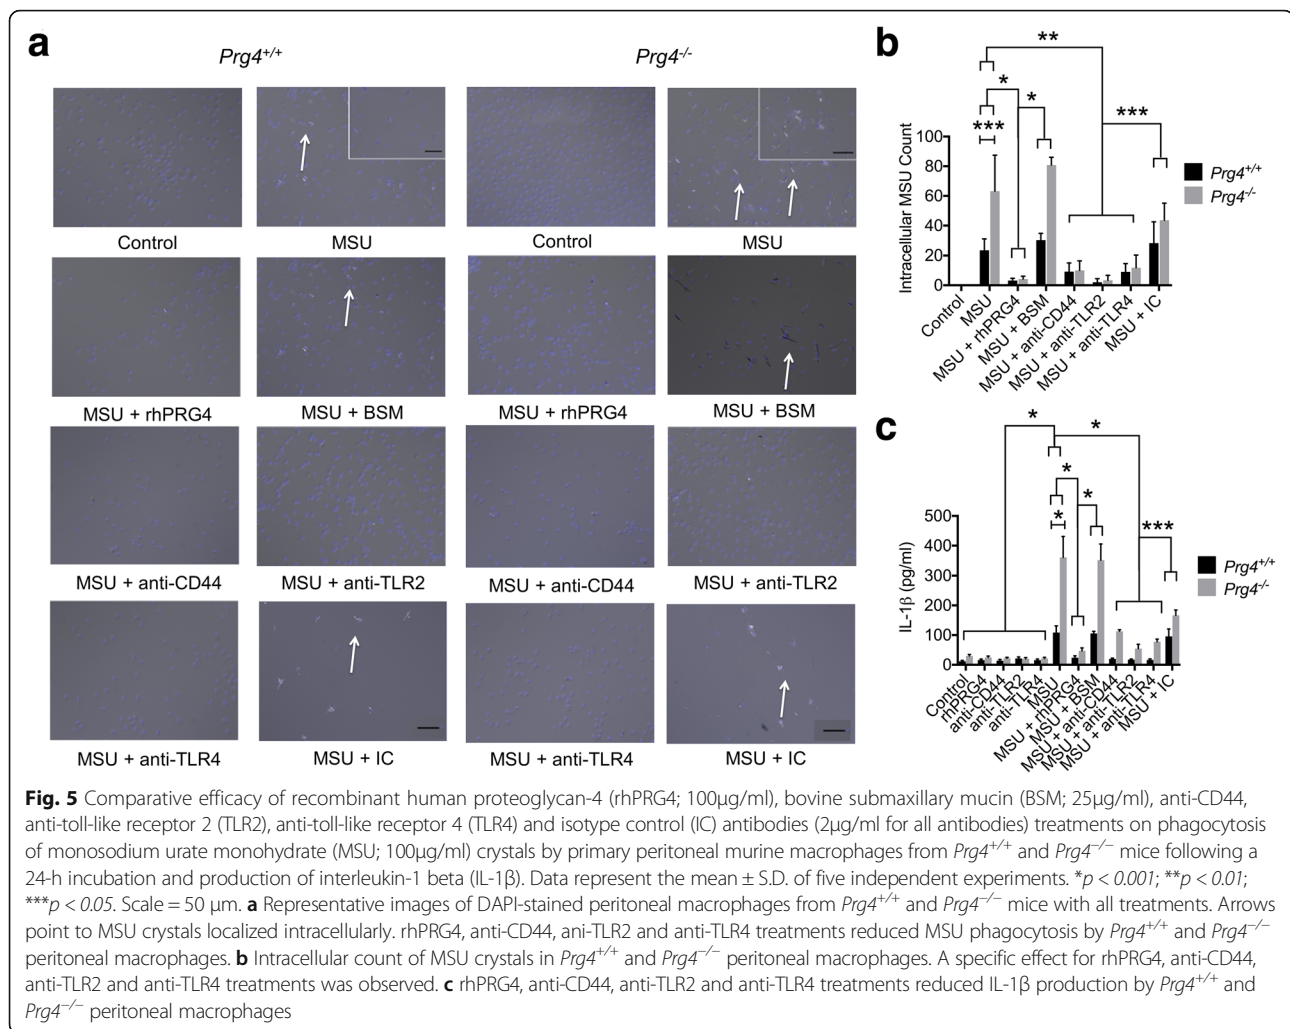 a
Prg4+/+
Prg4-/-
Control
MSU
Control
MSU
MSU + rhPRG4
MSU + BSM
MSU + rhPRG4
MSU + BSM
MSU + anti-CD44
MSU + anti-TLR2
MSU + anti-CD44
MSU + anti-TLR2
MSU + anti-TLR4
MSU + IC
MSU + anti-TLR4
MSU + IC
b
**
*
*
***
***
Intracellular MSU Count
100
80
60
40
20
0
Control
MSU
MSU + rhPRG4
MSU + BSM
MSU + anti-CD44
MSU + anti-TLR2
MSU + anti-TLR4
MSU + IC
Prg4+/+
Prg4-/-
c
*
*
*
*
*
***
IL-1β (pg/ml)
500
400
300
200
100
0
Control
rhPRG4
anti-CD44
anti-TLR2
anti-TLR4
MSU
MSU + rhPRG4
MSU + BSM
MSU + anti-CD44
MSU + anti-TLR2
MSU + anti-TLR4
MSU + IC
Prg4+/+
Prg4-/-
Fig. 5 Comparative efficacy of recombinant human proteoglycan-4 (rhPRG4; 100μg/ml), bovine submaxillary mucin (BSM; 25μg/ml), anti-CD44,
anti-toll-like receptor 2 (TLR2), anti-toll-like receptor 4 (TLR4) and isotype control (IC) antibodies (2μg/ml for all antibodies) treatments on phagocytosis
of monosodium urate monohydrate (MSU; 100μg/ml) crystals by primary peritoneal murine macrophages from Prg4+/+ and Prg4−/− mice following a
24-h incubation and production of interleukin-1 beta (IL-1β). Data represent the mean ± S.D. of five independent experiments. *p < 0.001; **p < 0.01;
***p < 0.05. Scale = 50 μm. a Representative images of DAPI-stained peritoneal macrophages from Prg4+/+ and Prg4−/− mice with all treatments. Arrows
point to MSU crystals localized intracellularly. rhPRG4, anti-CD44, ani-TLR2 and anti-TLR4 treatments reduced MSU phagocytosis by Prg4+/+ and Prg4−/−
peritoneal macrophages. b Intracellular count of MSU crystals in Prg4+/+ and Prg4−/− peritoneal macrophages. A specific effect for rhPRG4, anti-CD44,
anti-TLR2 and anti-TLR4 treatments was observed. c rhPRG4, anti-CD44, anti-TLR2 and anti-TLR4 treatments reduced IL-1β production by Prg4+/+ and
Prg4−/− peritoneal macrophages